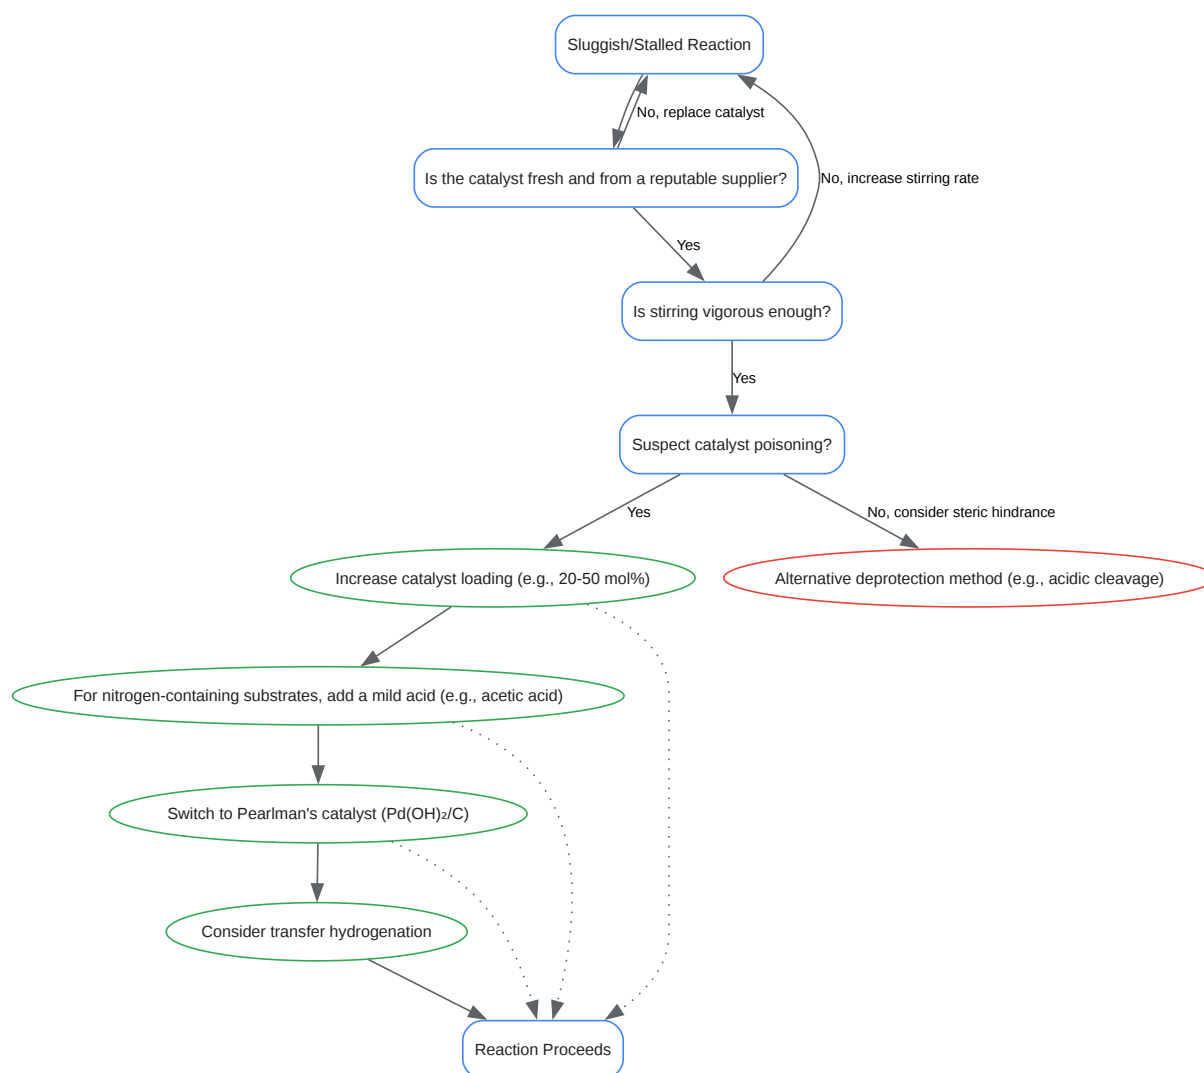 Sluggish/Stalled Reaction
No, replace catalyst
Is the catalyst fresh and from a reputable supplier?
No, increase stirring rate
Yes
Is stirring vigorous enough?
Yes
Suspect catalyst poisoning?
Yes
No, consider steric hindrance
Increase catalyst loading (e.g., 20-50 mol%)
Alternative deprotection method (e.g., acidic cleavage)
For nitrogen-containing substrates, add a mild acid (e.g., acetic acid)
Switch to Pearlman's catalyst (Pd(OH)₂/C)
Consider transfer hydrogenation
Reaction Proceeds